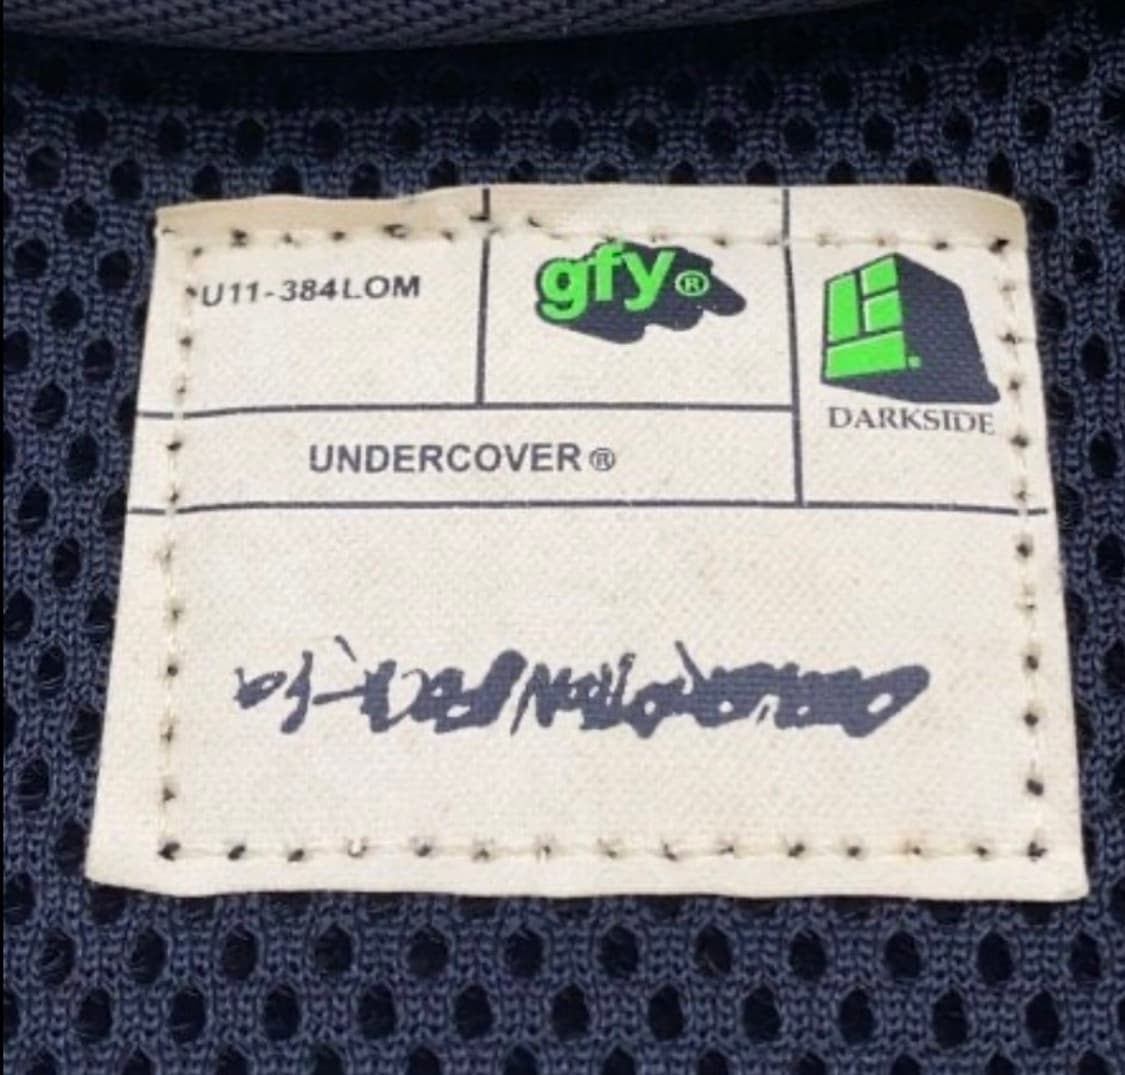 U11-384LOM
gfy®
DARKSIDE
UNDERCOVER®